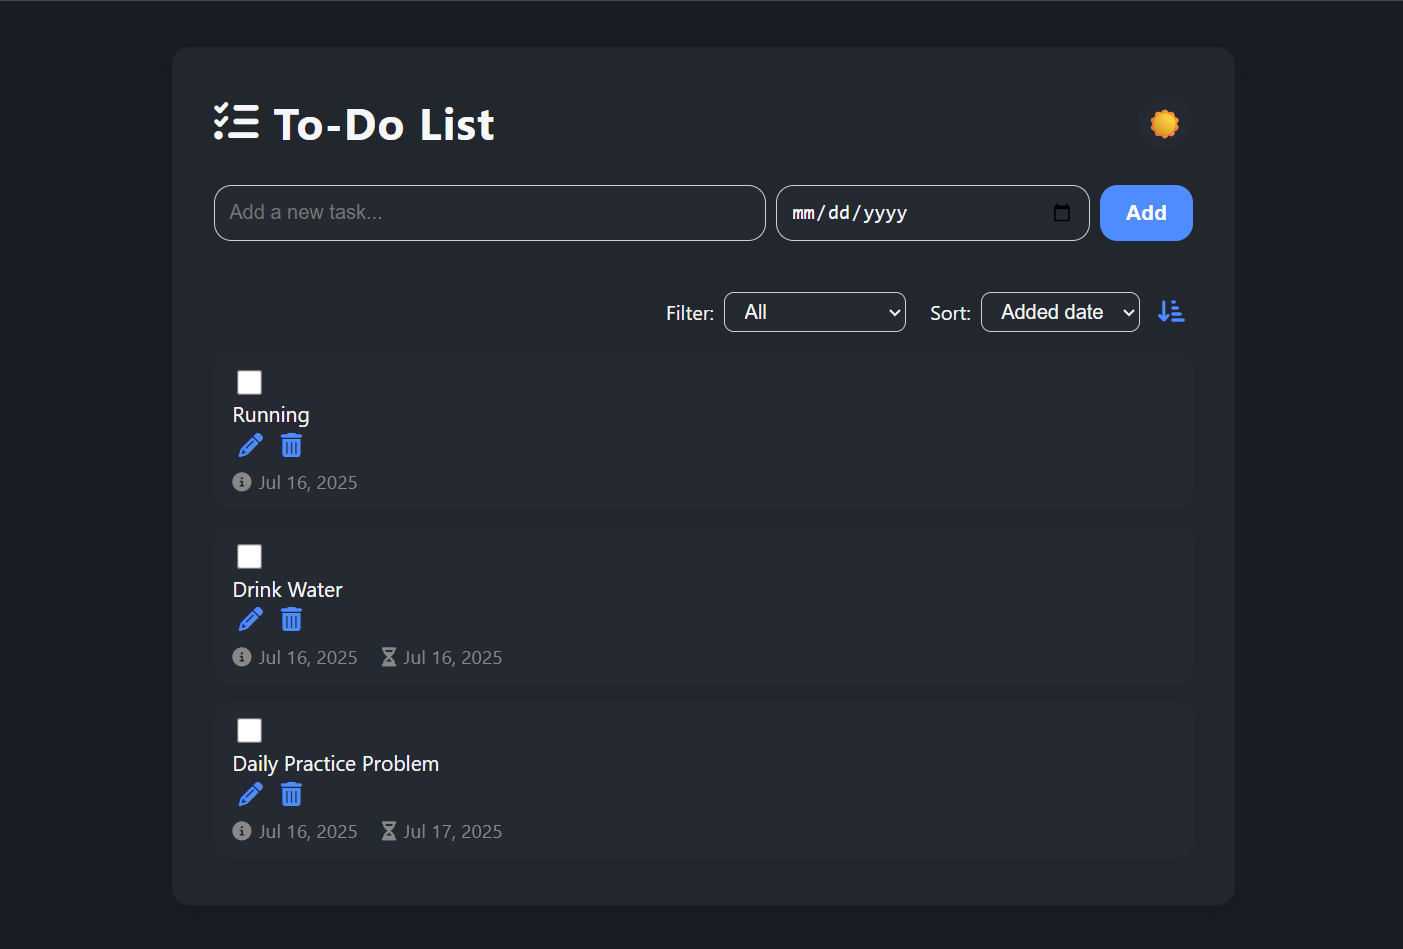 To-Do List
Add a new task...
mm/dd/yyyy
Add
Filter: All Sort: Added date
Running
Jul 16, 2025
Drink Water
Jul 16, 2025 Jul 16, 2025
Daily Practice Problem
Jul 16, 2025 Jul 17, 2025